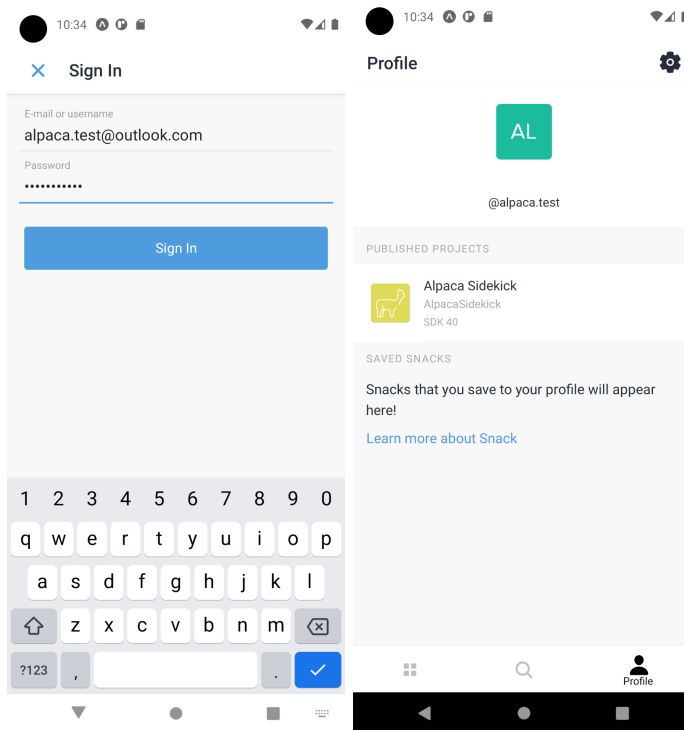 10:34
Sign In
E-mail or username
alpaca.test@outlook.com
Password
•••••••••••
Sign In
1 2 3 4 5 6 7 8 9 0
q w e r t y u i o p
a s d f g h j k l
z x c v b n m
?123 , .
10:34
Profile
AL
@alpaca.test
PUBLISHED PROJECTS
Alpaca Sidekick
AlpacaSidekick
SDK 40
SAVED SNACKS
Snacks that you save to your profile will appear
here!
Learn more about Snack
Profile